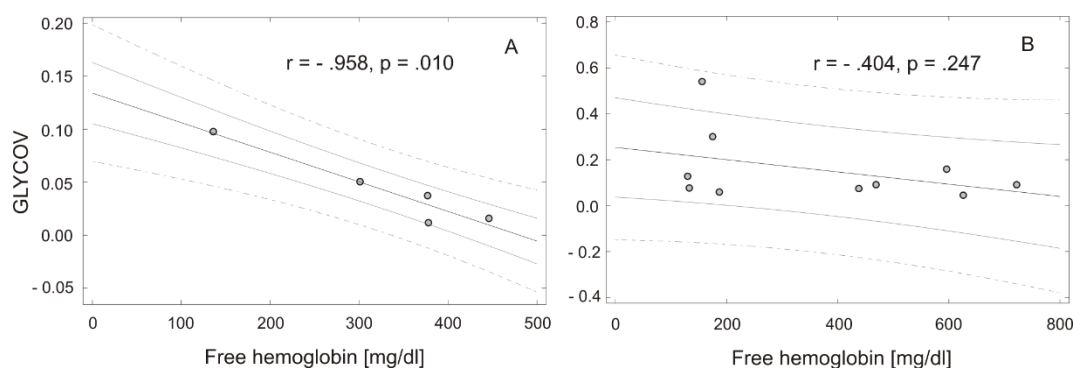 A
r = - .958, p = .010
GLYCOV
0.20
0.15
0.10
0.05
0.00
- 0.05
0 100 200 300 400 500
Free hemoglobin [mg/dl]
B
r = - .404, p = .247
0.8
0.6
0.4
0.2
0.0
- 0.2
- 0.4
0 200 400 600 800
Free hemoglobin [mg/dl]